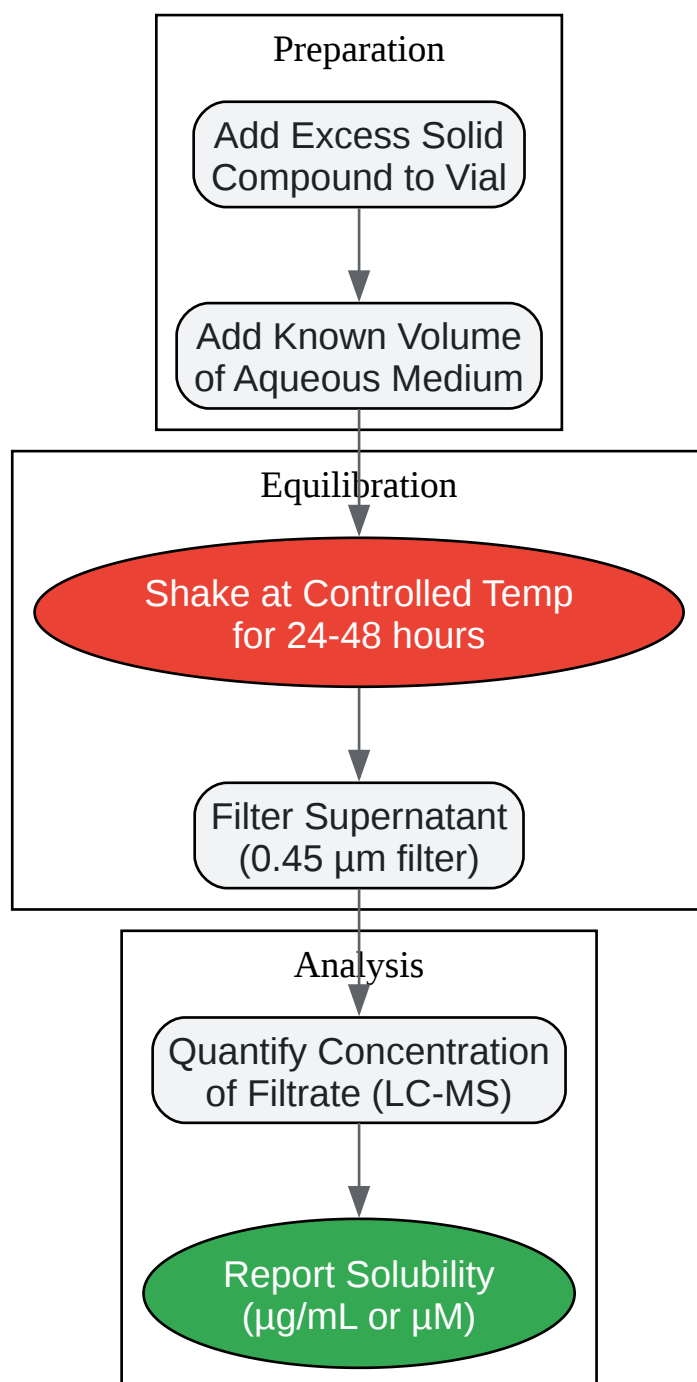 Preparation
Add Excess Solid
Compound to Vial
Add Known Volume
of Aqueous Medium
Equilibration
Shake at Controlled Temp
for 24-48 hours
Filter Supernatant
(0.45 µm filter)
Analysis
Quantify Concentration
of Filtrate (LC-MS)
Report Solubility
(µg/mL or µM)